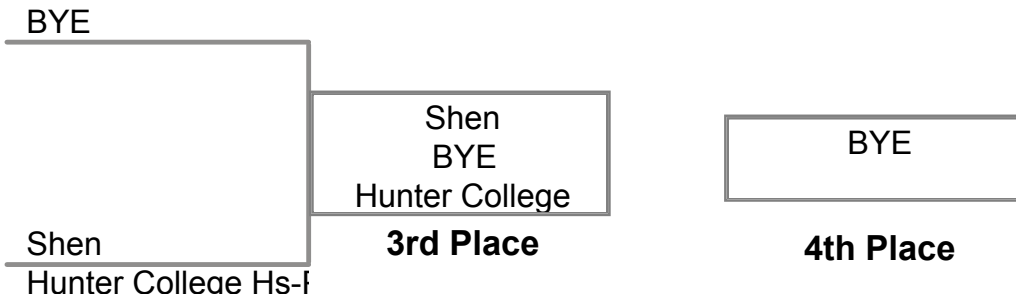 BYE
Shen
BYE
Hunter College
3rd Place
BYE
4th Place
Shen
Hunter College Hs-